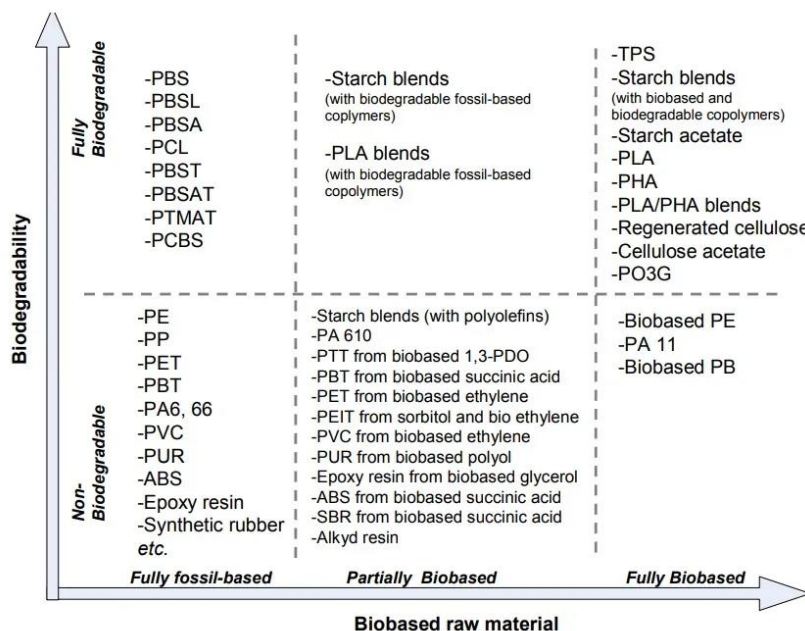 Biodegradability
Fully
Biodegradable
-PBS
-PBSL
-PBSA
-PCL
-PBST
-PBSAT
-PTMAT
-PCBS
-Starch blends
(with biodegradable fossil-based
coplymers)
-PLA blends
(with biodegradable fossil-based
copolymers)
-TPS
-Starch blends
(with biobased and
biodegradable copolymers)
-Starch acetate
-PLA
-PHA
-PLA/PHA blends
-Regenerated cellulose
-Cellulose acetate
-PO3G
Non-
Biodegradable
-PE
-PP
-PET
-PBT
-PA6, 66
-PVC
-PUR
-ABS
-Epoxy resin
-Synthetic rubber
etc.
-Starch blends (with polyolefins)
-PA 610
-PTT from biobased 1,3-PDO
-PBT from biobased succinic acid
-PET from biobased ethylene
-PEIT from sorbitol and bio ethylene
-PVC from biobased ethylene
-PUR from biobased polyol
-Epoxy resin from biobased glycerol
-ABS from biobased succinic acid
-SBR from biobased succinic acid
-Alkyd resin
-Biobased PE
-PA 11
-Biobased PB
Fully fossil-based
Partially Biobased
Fully Biobased
Biobased raw material